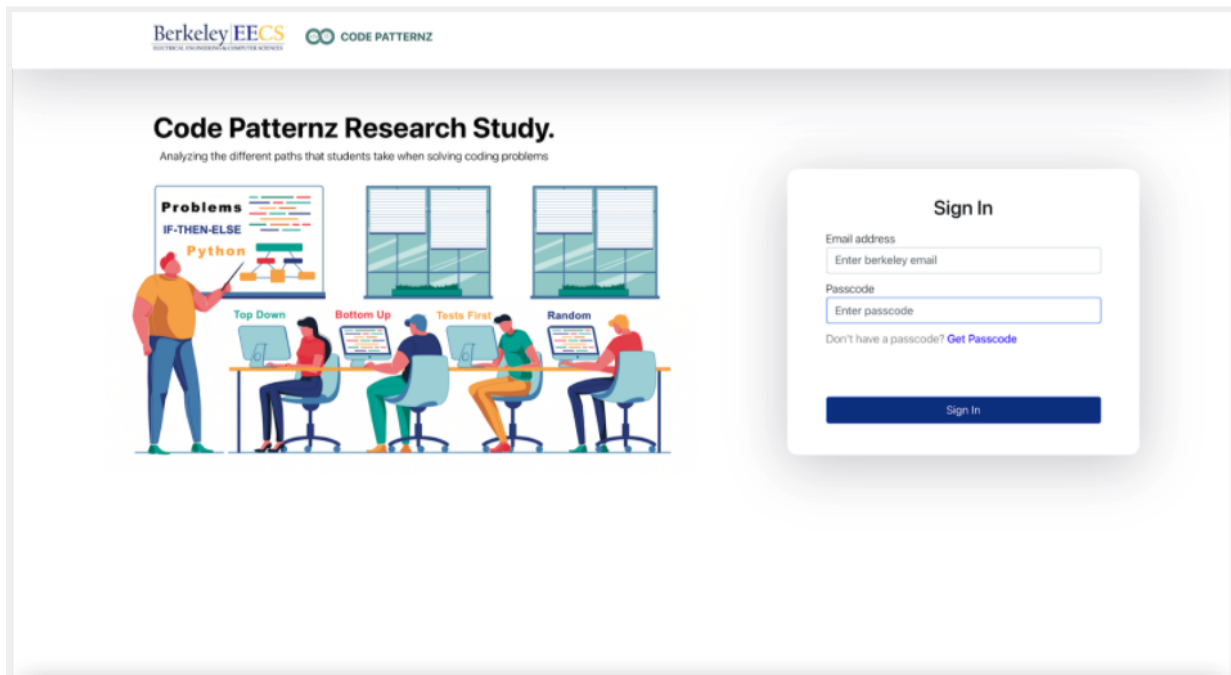 Berkeley EECS
ELECTRICAL ENGINEERING & COMPUTER SCIENCES
CODE PATTERNZ
Code Patternz Research Study.
Analyzing the different paths that students take when solving coding problems
Problems
IF-THEN-ELSE
Python
Top Down
Bottom Up
Tests First
Random
Sign In
Email address
Enter berkeley email
Passcode
Enter passcode
Don't have a passcode? Get Passcode
Sign In